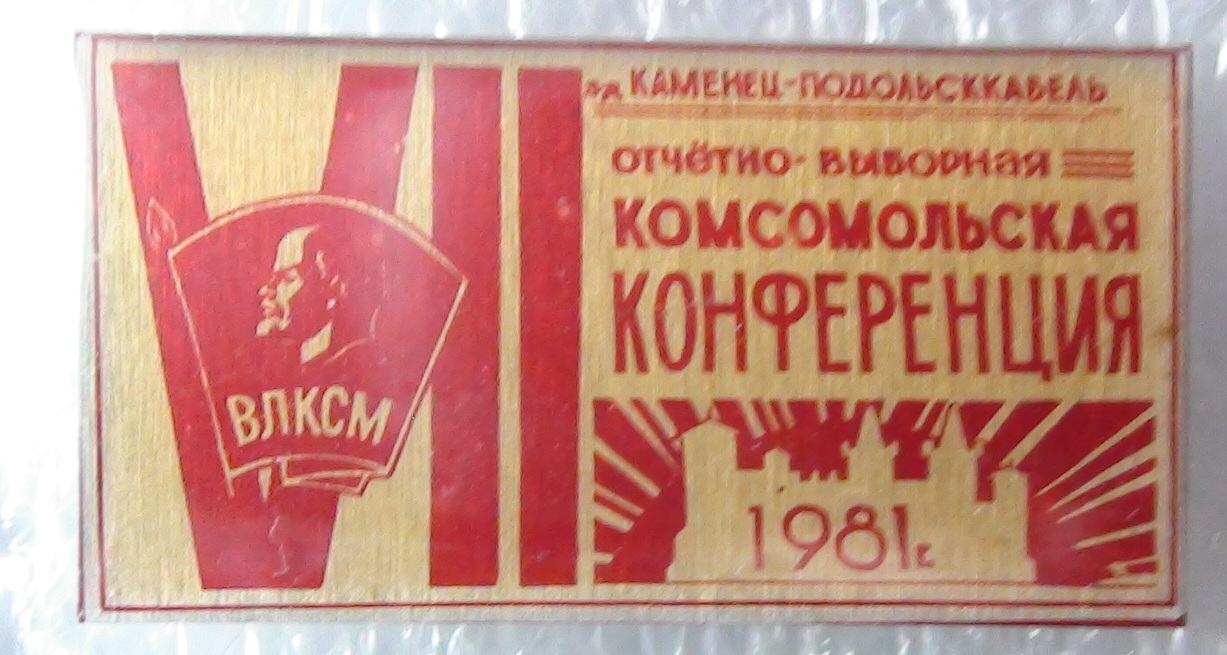 VII
ВЛКСМ
з-д КАМЕНЕЦ-ПОДОЛЬСККАБЕЛЬ
отчётно-выборная
КОМСОМОЛЬСКАЯ
КОНФЕРЕНЦИЯ
1981г.